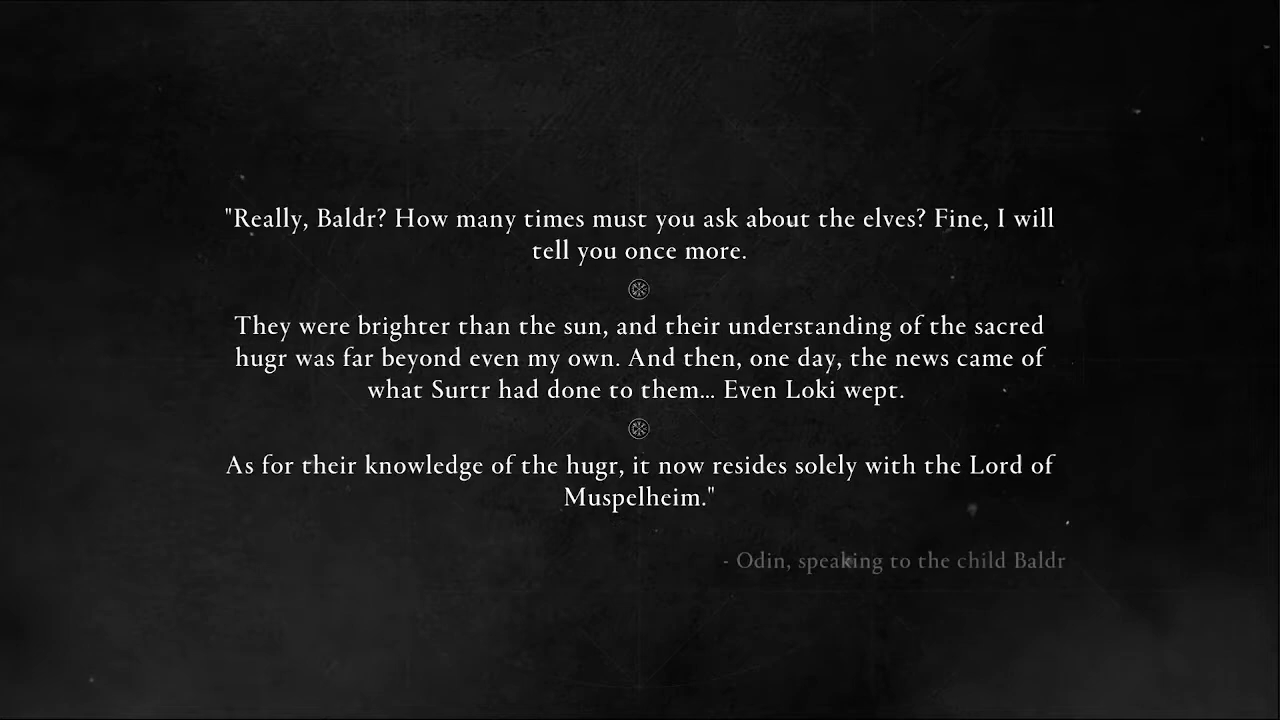 "Really, Baldr? How many times must you ask about the elves? Fine, I will
tell you once more.
They were brighter than the sun, and their understanding of the sacred
hugr was far beyond even my own. And then, one day, the news came of
what Surtr had done to them... Even Loki wept.
As for their knowledge of the hugr, it now resides solely with the Lord of
Muspelheim."
- Odin, speaking to the child Baldr